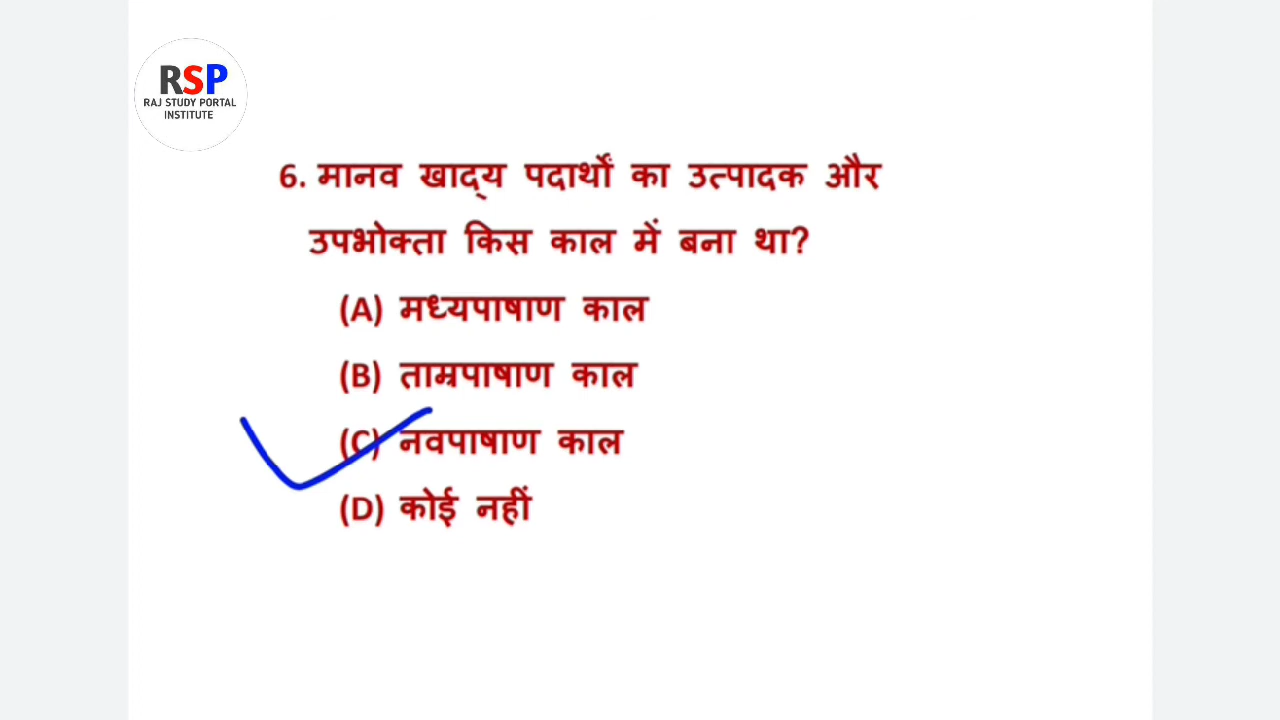 RSP
RAJ STUDY PORTAL
INSTITUTE
6. मानव खाद्य पदार्थों का उत्पादक और
उपभोक्ता किस काल में बना था?
(A) मध्यपाषाण काल
(B) ताम्रपाषाण काल
(C) नवपाषाण काल
(D) कोई नहीं